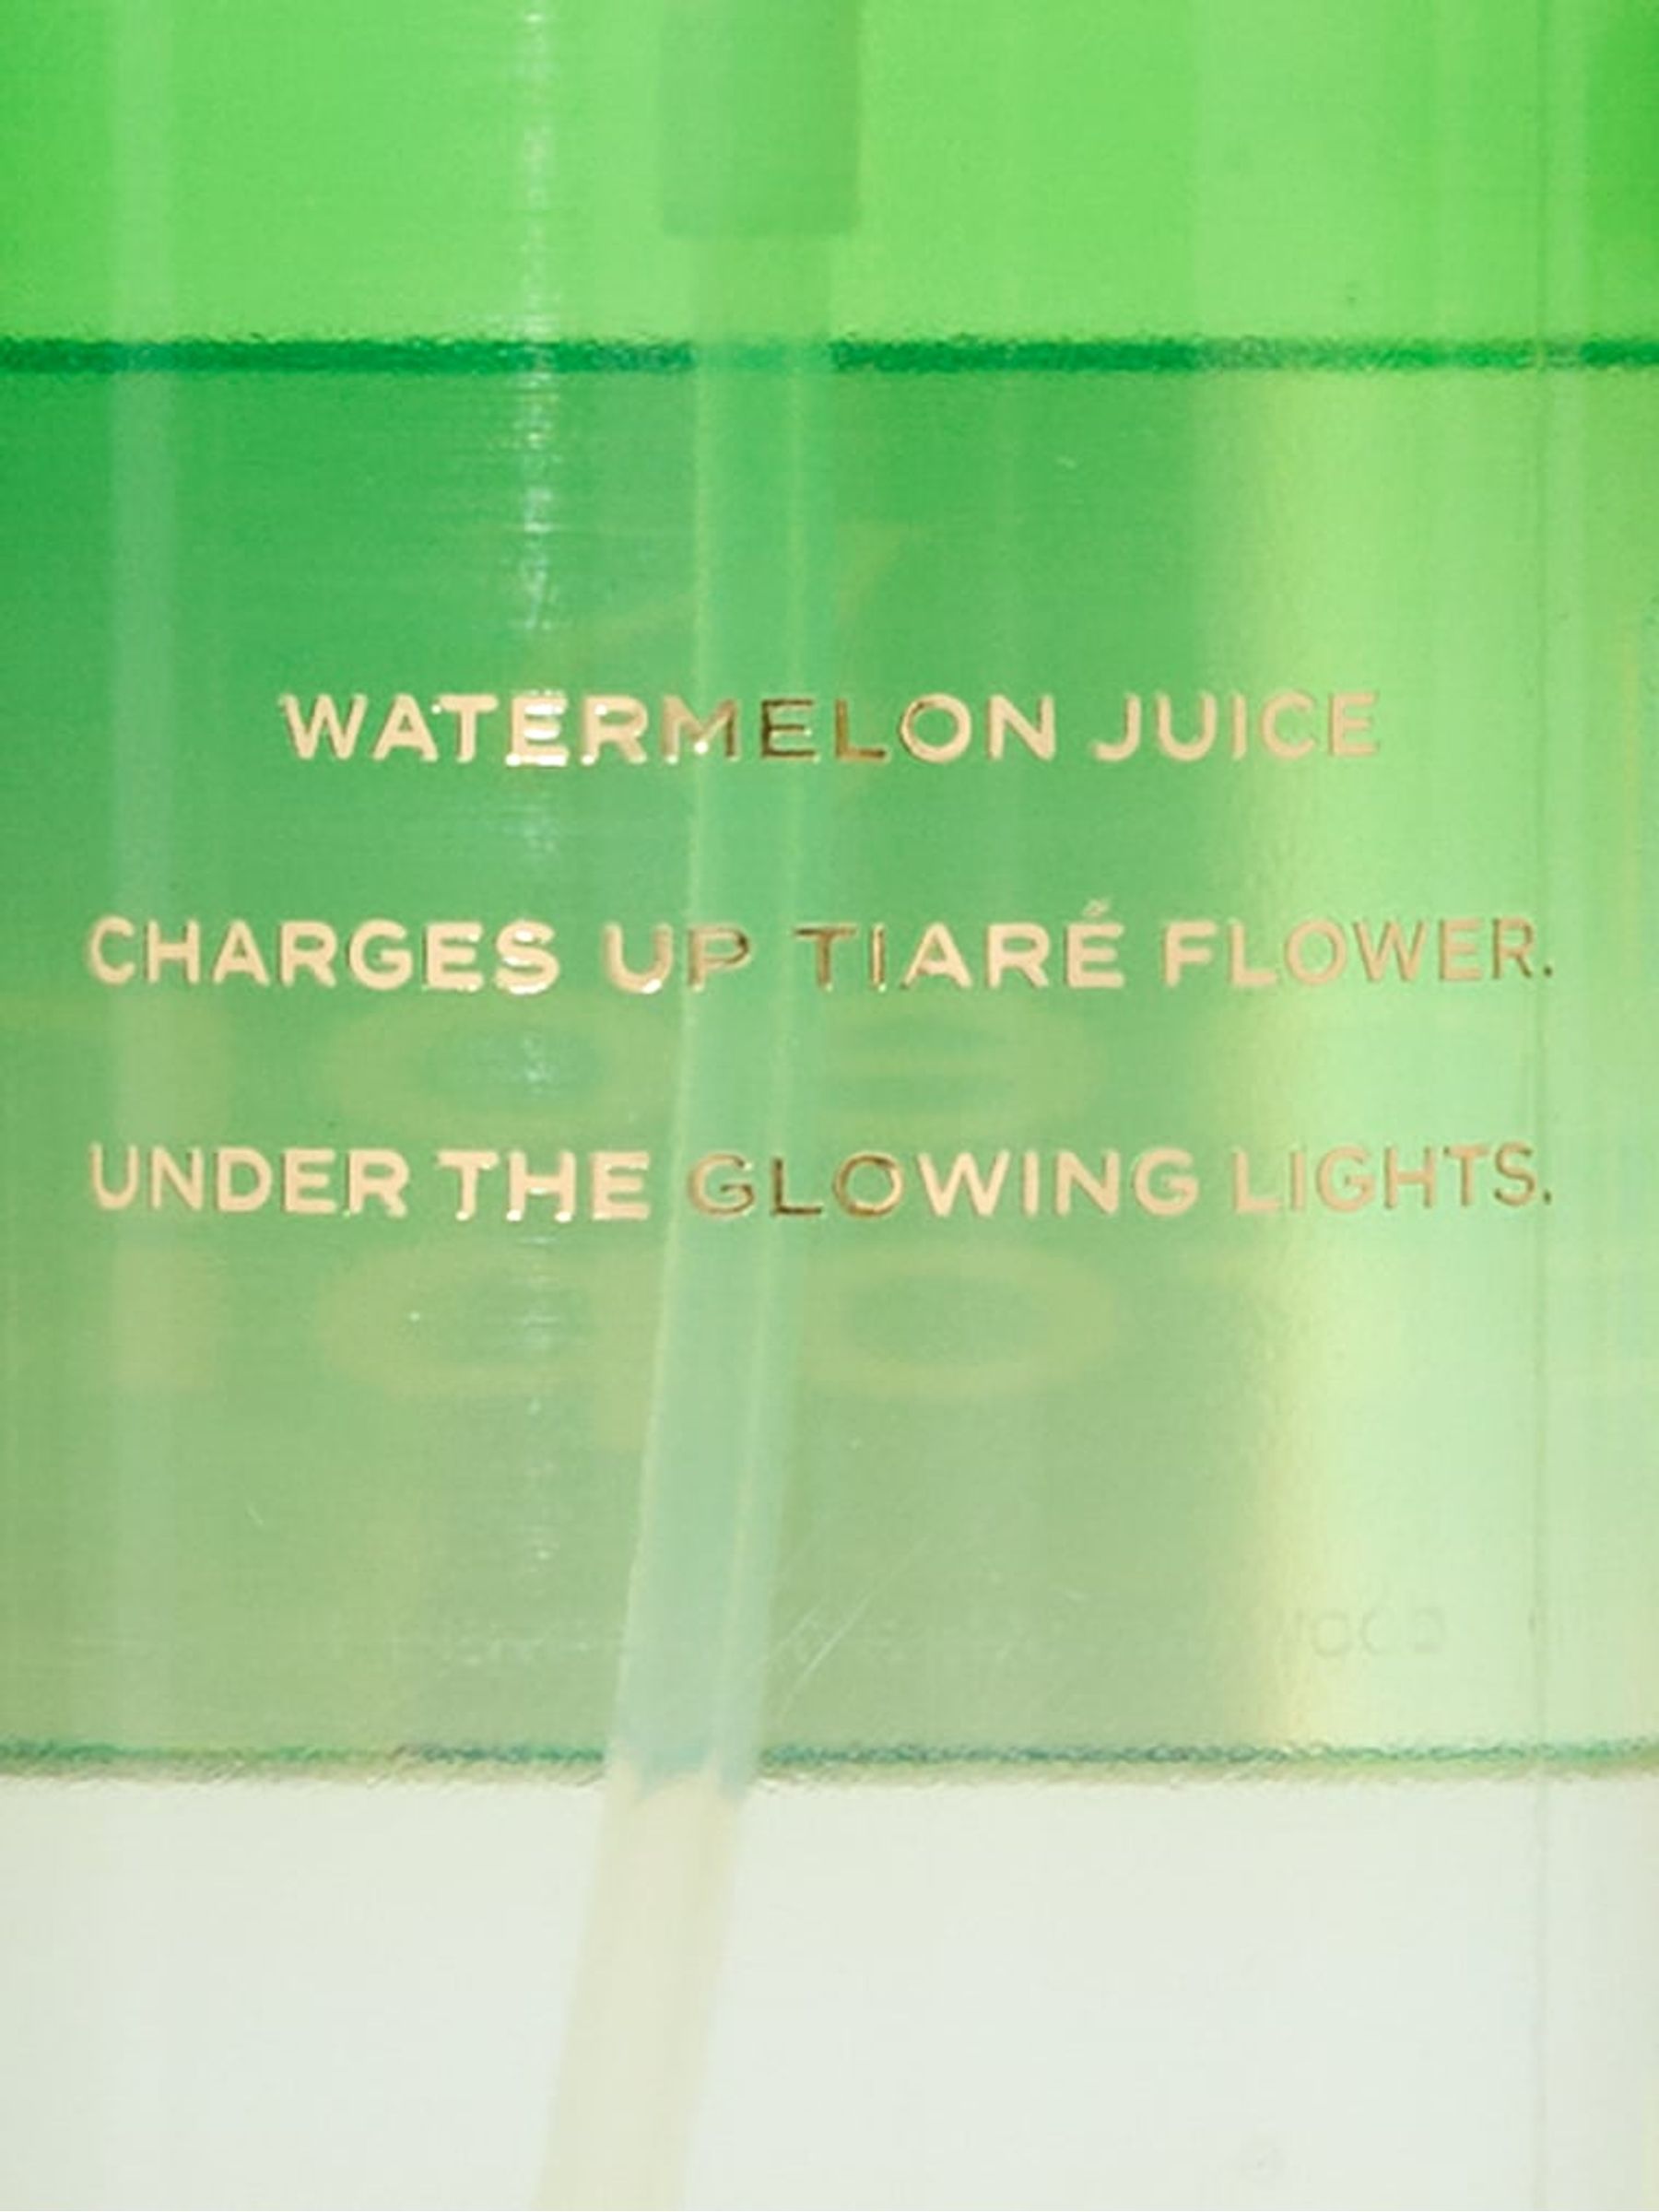 WATERMELON JUICE
CHARGES UP TIARÉ FLOWER.
UNDER THE GLOWING LIGHTS.